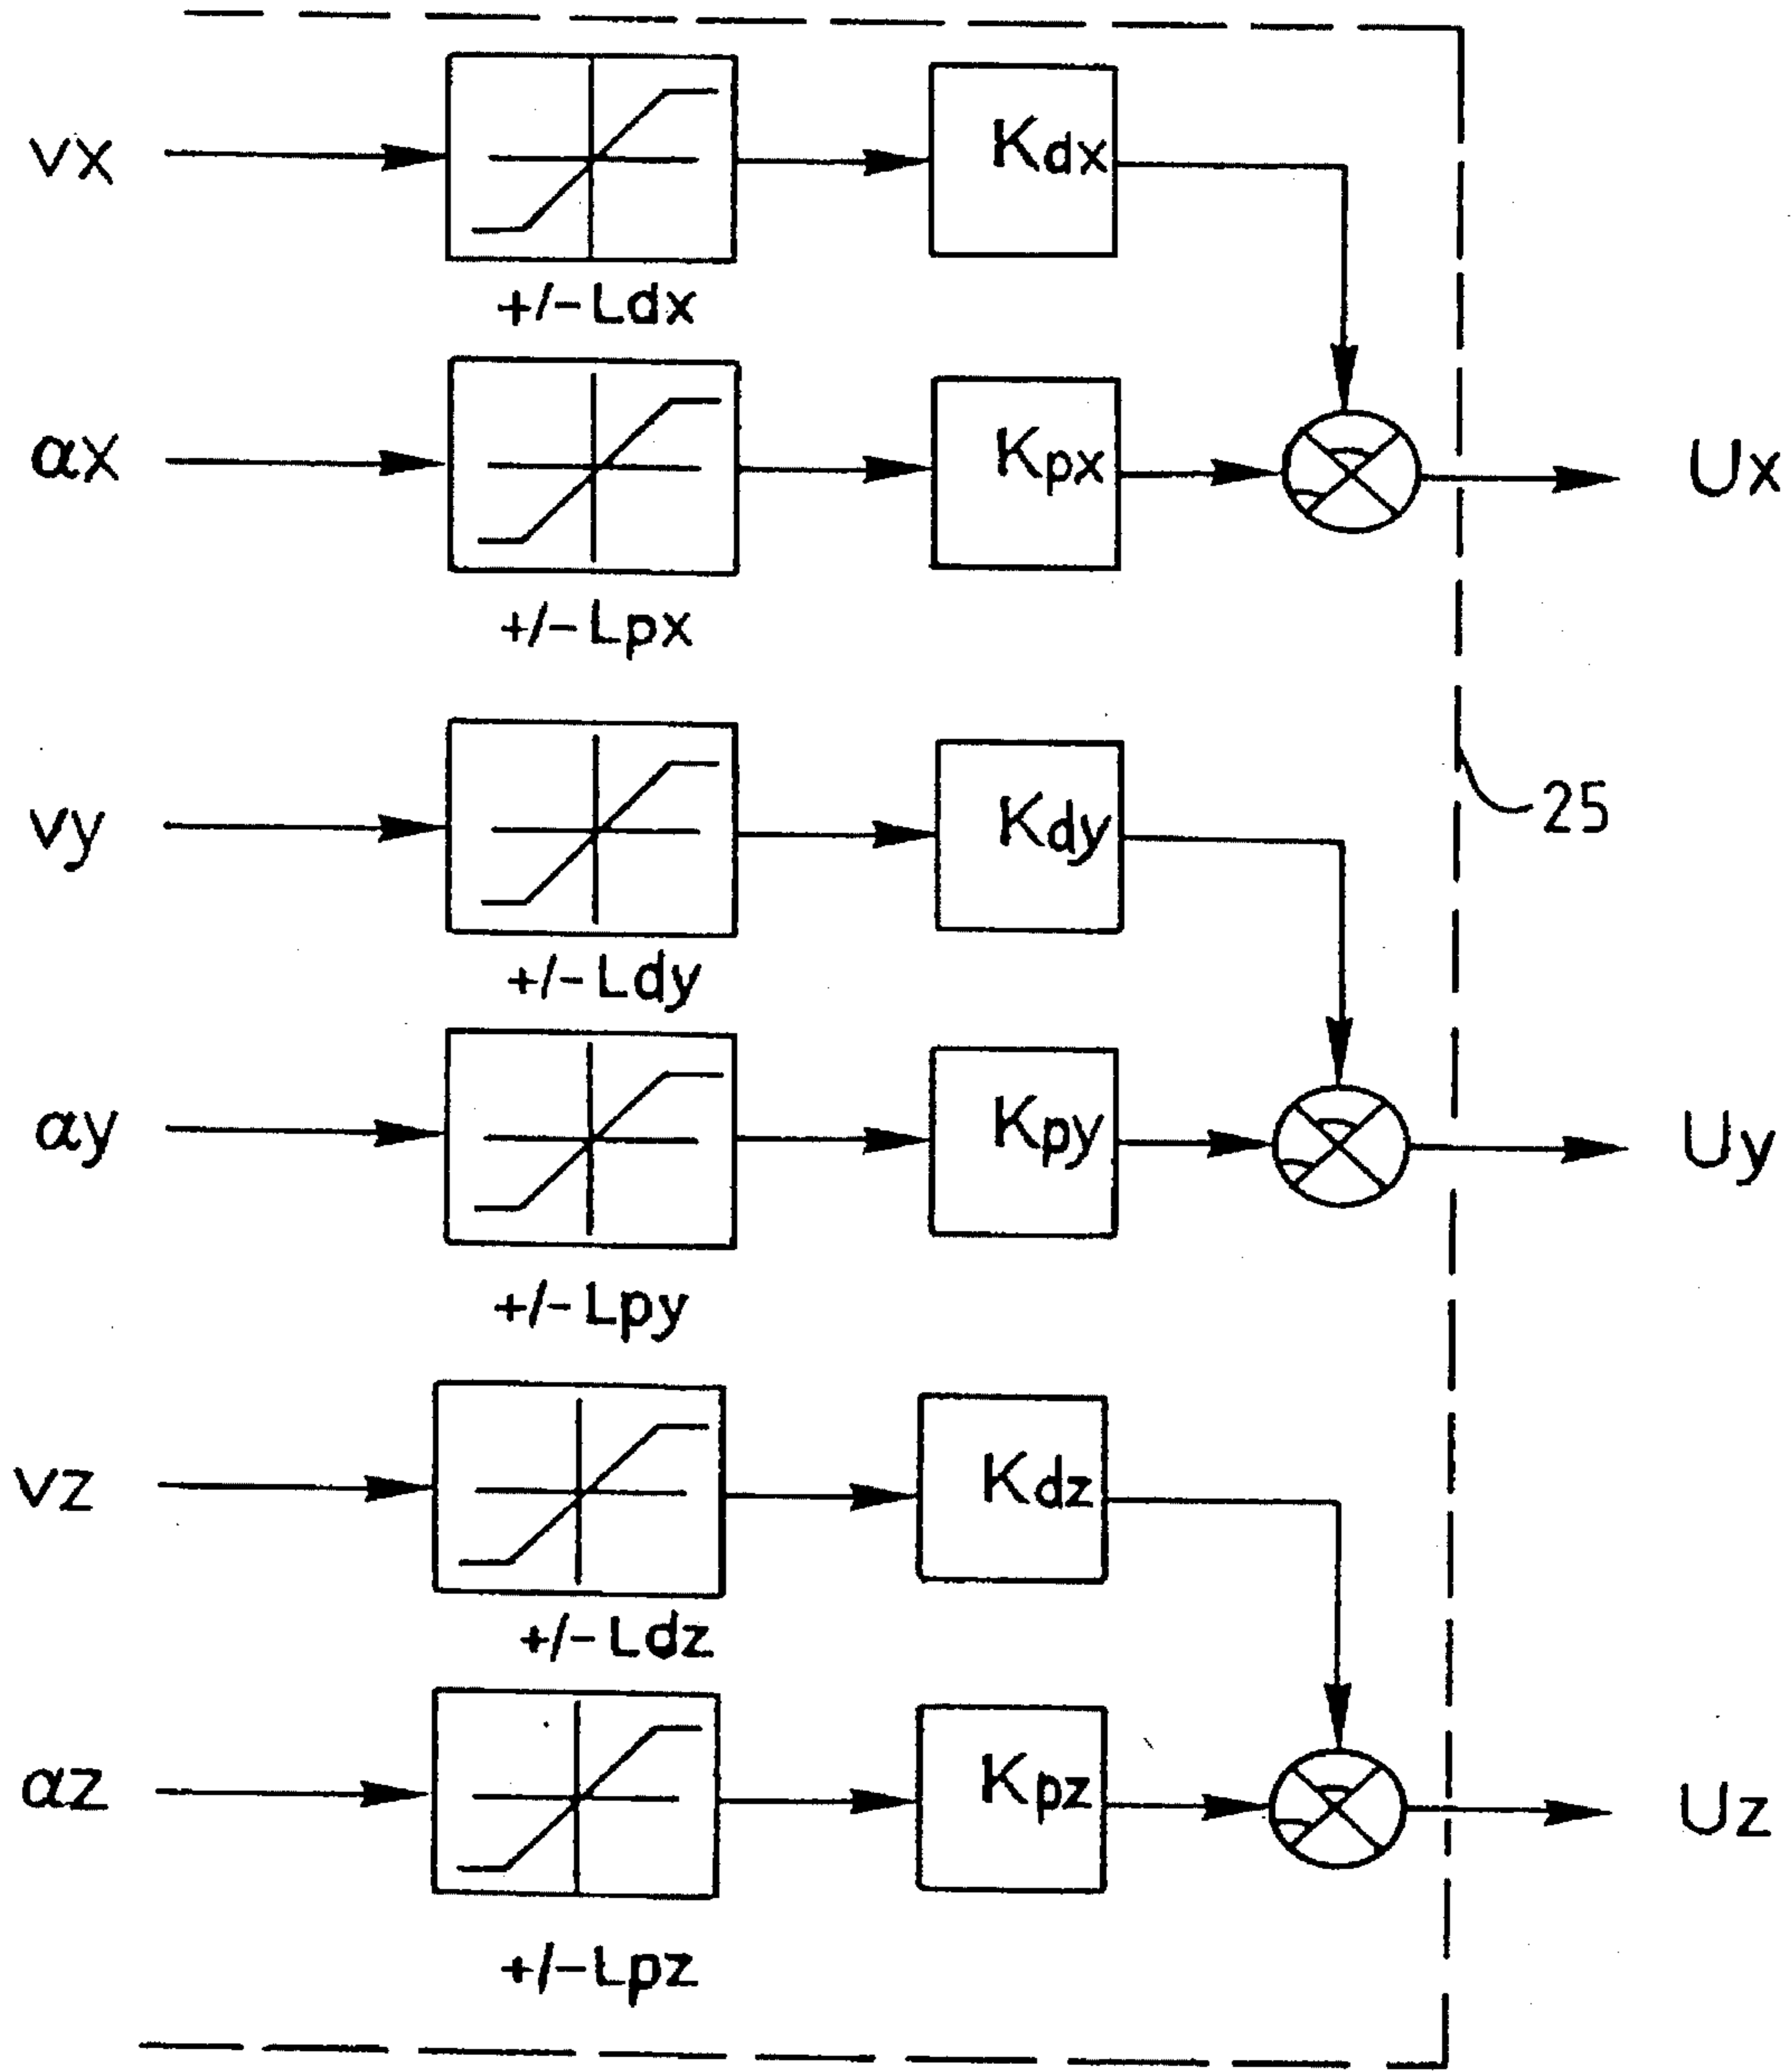 vx
Kdx
+/-Ldx
αx
Kpx
Ux
+/-Lpx
vy
Kdy
25
+/-Ldy
αy
Kpy
Uy
+/-Lpy
vz
Kdz
+/-Ldz
αz
Kpz
Uz
+/-Lpz